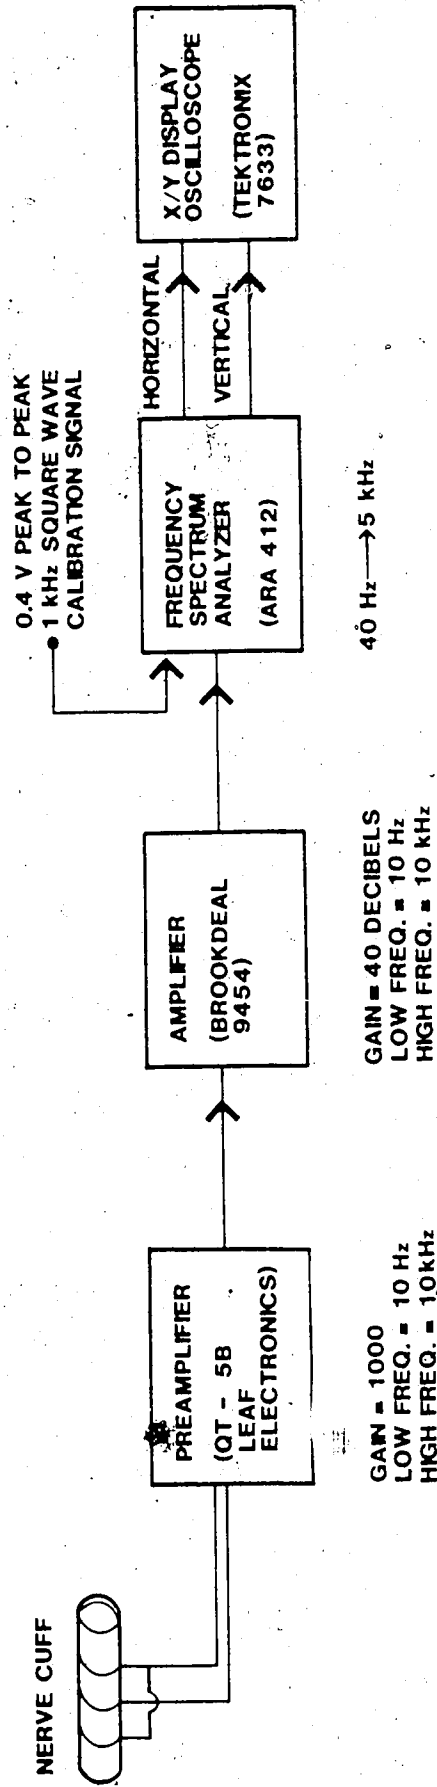 NERVE CUFF
PREAMPLIFIER
(QT - 5B
LEAF
ELECTRONICS)
GAIN = 1000
LOW FREQ. = 10 Hz
HIGH FREQ. = 10kHz
AMPLIFIER
(BROOKDEAL
9454)
GAIN = 40 DECIBELS
LOW FREQ. = 10 Hz
HIGH FREQ. = 10 kHz
0.4 V PEAK TO PEAK
1 kHz SQUARE WAVE
CALIBRATION SIGNAL
FREQUENCY
SPECTRUM
ANALYZER
(ARA 412)
40 Hz→5 kHz
HORIZONTAL
VERTICAL
X/Y DISPLAY
OSCILLOSCOPE
(TEKTRONIX
7633)